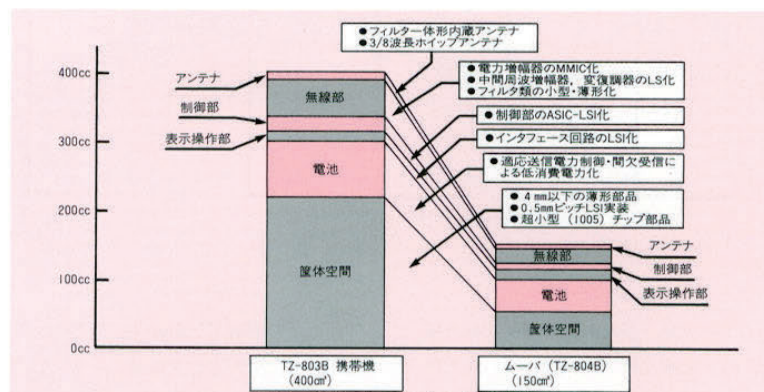 ● フィルター体形内蔵アンテナ
● 3/8波長ホイップアンテナ
● 電力増幅器のMMIC化
● 中間周波増幅器，変復調器のLS化
● フィルタ類の小型・薄形化
● 制御部のASIC-LSI化
● インタフェース回路のLSI化
● 適応送信電力制御・間欠受信に
よる低消費電力化
● 4mm以下の薄形部品
● 0.5mmピッチLSI実装
● 超小型（1005）チップ部品
400cc
300cc
200cc
100cc
0cc
アンテナ
制御部
表示操作部
無線部
電池
筐体空間
アンテナ
無線部
制御部
表示操作部
電池
筐体空間
TZ-803B 携帯機
（400㎤）
ムーバ（TZ-804B）
（150㎤）